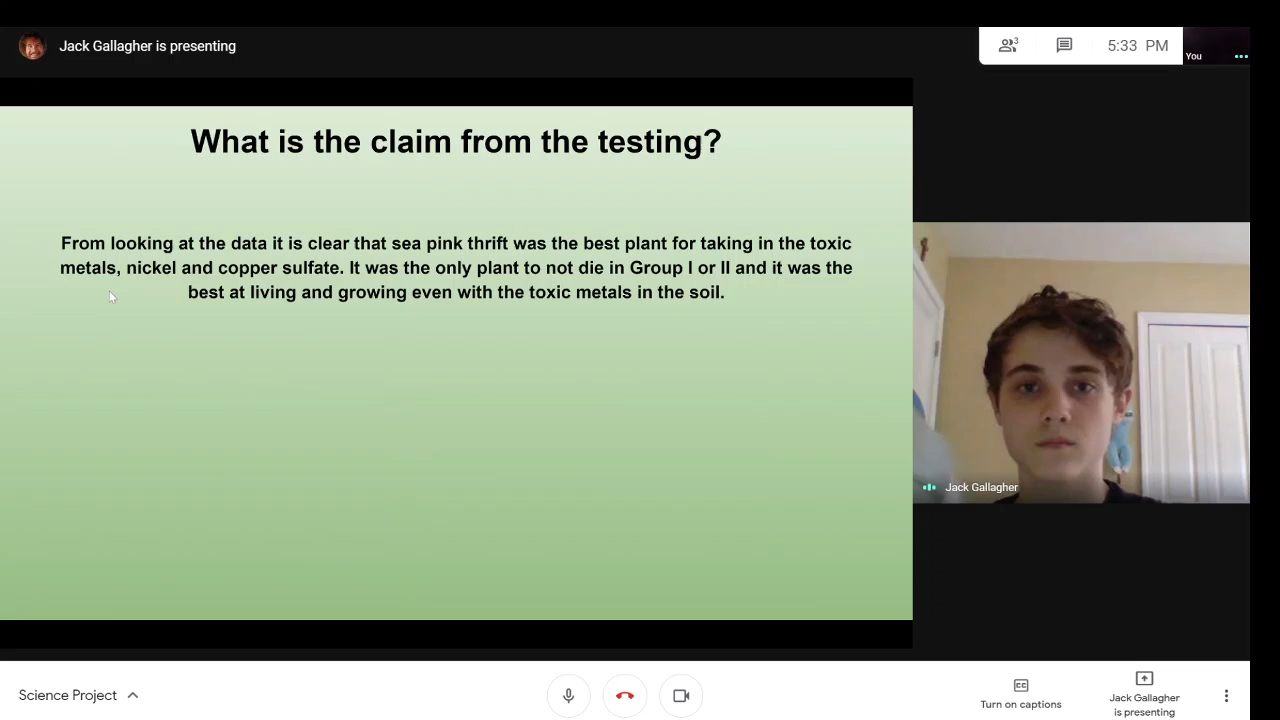 Jack Gallagher is presenting
3
5:33 PM
You
What is the claim from the testing?
From looking at the data it is clear that sea pink thrift was the best plant for taking in the toxic
metals, nickel and copper sulfate. It was the only plant to not die in Group I or II and it was the
best at living and growing even with the toxic metals in the soil.
Jack Gallagher
Science Project
CC
Turn on captions
Jack Gallagher
is presenting